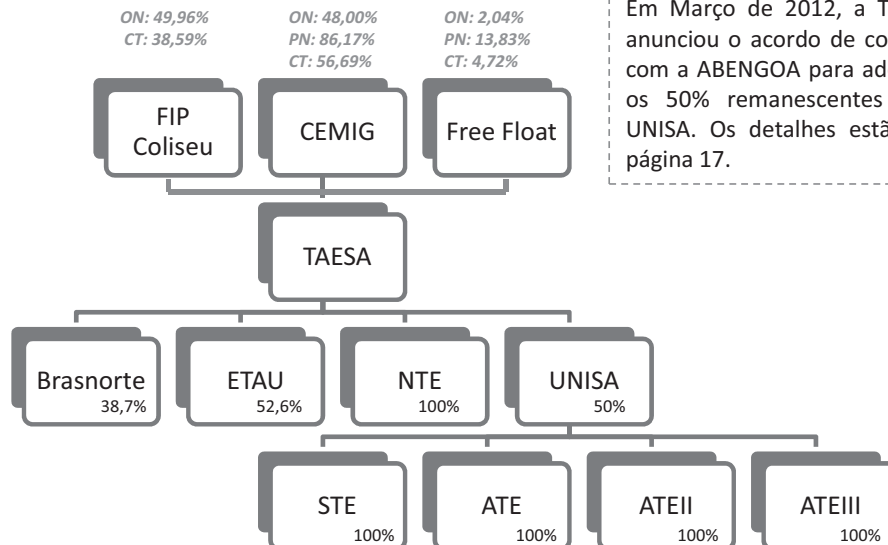 ON: 49,96%
CT: 38,59%
ON: 48,00%
PN: 86,17%
CT: 56,69%
ON: 2,04%
PN: 13,83%
CT: 4,72%
Em Março de 2012, a T
anunciou o acordo de co
com a ABENGOA para ad
os 50% remanescentes
UNISA. Os detalhes est
página 17.
FIP
Coliseu
CEMIG
Free Float
TAESA
Brasnorte
38,7%
ETAU
52,6%
NTE
100%
UNISA
50%
STE
100%
ATE
100%
ATEII
100%
ATEIII
100%